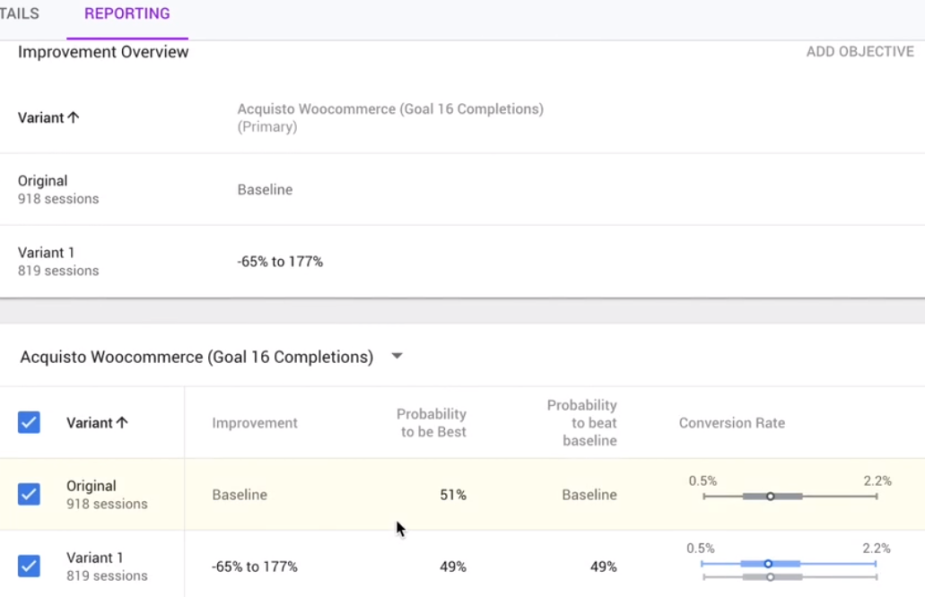 TAILS REPORTING
Improvement Overview ADD OBJECTIVE
Variant↑ Acquisto Woocommerce (Goal 16 Completions)
(Primary)
Original
918 sessions
Baseline
Variant 1
819 sessions
-65% to 177%
Acquisto Woocommerce (Goal 16 Completions)
Variant↑
Improvement
Probability
to be Best
Probability
to beat
baseline
Conversion Rate
Original
918 sessions
Baseline
51%
Baseline
0.5% 2.2%
Variant 1
819 sessions
-65% to 177%
49%
49%
0.5% 2.2%